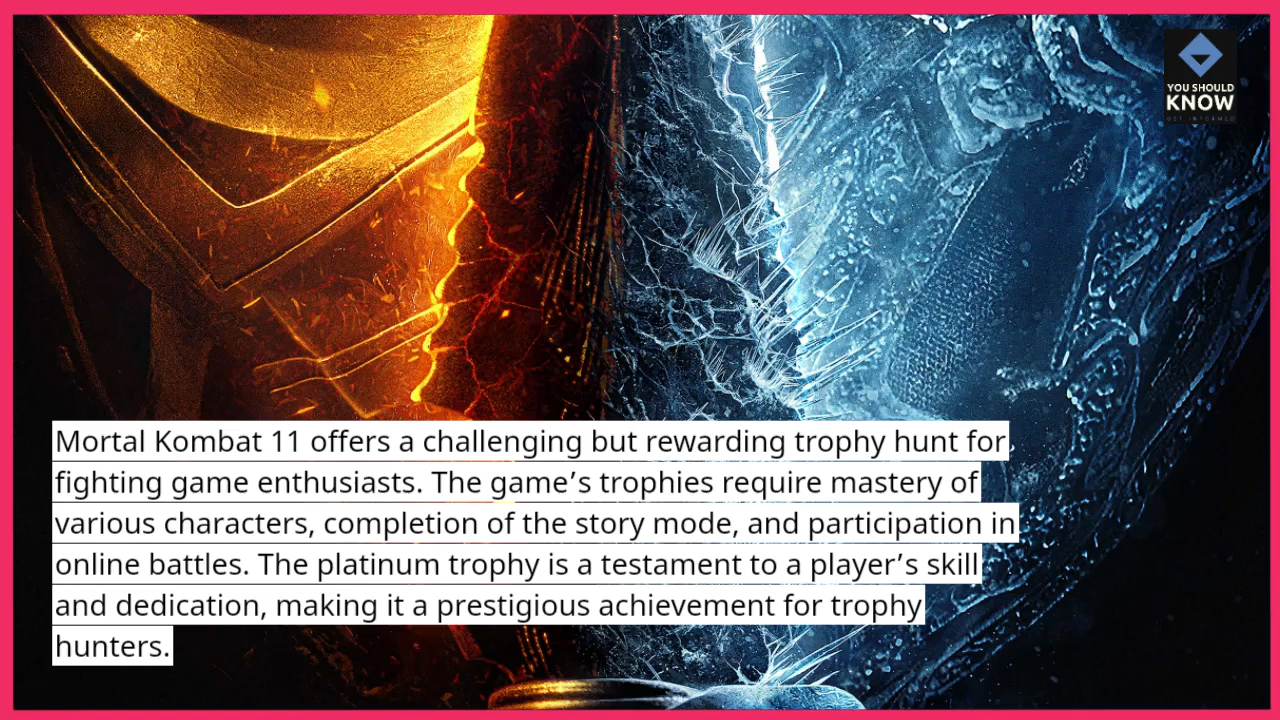 YOU SHOULD
KNOW
GET INFORMED
Mortal Kombat 11 offers a challenging but rewarding trophy hunt for
fighting game enthusiasts. The game’s trophies require mastery of
various characters, completion of the story mode, and participation in
online battles. The platinum trophy is a testament to a player’s skill
and dedication, making it a prestigious achievement for trophy
hunters.